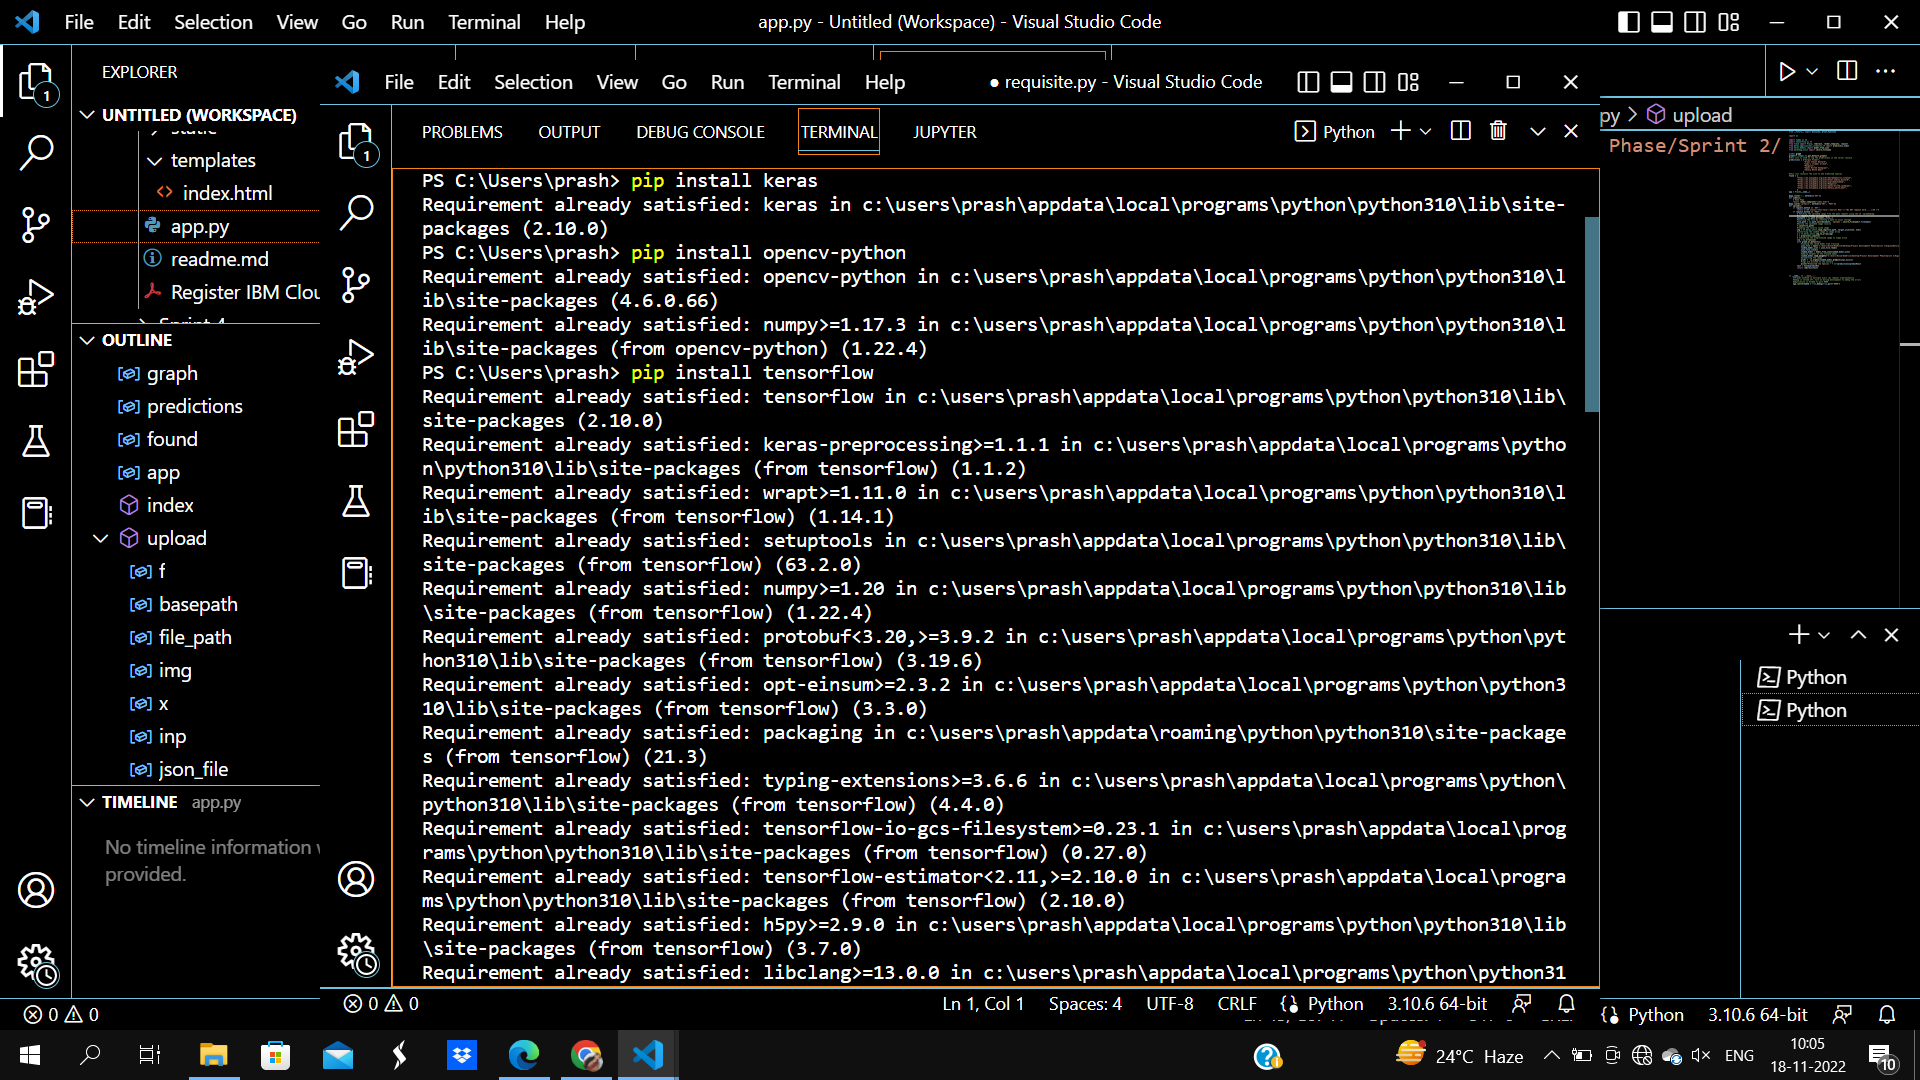 File Edit Selection View Go Run Terminal Help
app.py - Untitled (Workspace) - Visual Studio Code
EXPLORER
1
UNTITLED (WORKSPACE)
static
templates
index.html
app.py
readme.md
Register IBM Clou
Sprint 4
OUTLINE
graph
predictions
found
app
index
upload
f
basepath
file_path
img
x
inp
json_file
TIMELINE app.py
No timeline information
provided.
0 0
File Edit Selection View Go Run Terminal Help
● requisite.py - Visual Studio Code
1
PROBLEMS OUTPUT DEBUG CONSOLE TERMINAL JUPYTER
Python
PS C:\Users\prash> pip install keras
Requirement already satisfied: keras in c:\users\prash\appdata\local\programs\python\python310\lib\site-
packages (2.10.0)
PS C:\Users\prash> pip install opencv-python
Requirement already satisfied: opencv-python in c:\users\prash\appdata\local\programs\python\python310\l
ib\site-packages (4.6.0.66)
Requirement already satisfied: numpy>=1.17.3 in c:\users\prash\appdata\local\programs\python\python310\l
ib\site-packages (from opencv-python) (1.22.4)
PS C:\Users\prash> pip install tensorflow
Requirement already satisfied: tensorflow in c:\users\prash\appdata\local\programs\python\python310\lib\
site-packages (2.10.0)
Requirement already satisfied: keras-preprocessing>=1.1.1 in c:\users\prash\appdata\local\programs\pytho
n\python310\lib\site-packages (from tensorflow) (1.1.2)
Requirement already satisfied: wrapt>=1.11.0 in c:\users\prash\appdata\local\programs\python\python310\l
ib\site-packages (from tensorflow) (1.14.1)
Requirement already satisfied: setuptools in c:\users\prash\appdata\local\programs\python\python310\lib\
site-packages (from tensorflow) (63.2.0)
Requirement already satisfied: numpy>=1.20 in c:\users\prash\appdata\local\programs\python\python310\lib
\site-packages (from tensorflow) (1.22.4)
Requirement already satisfied: protobuf<3.20,>=3.9.2 in c:\users\prash\appdata\local\programs\python\pyt
hon310\lib\site-packages (from tensorflow) (3.19.6)
Requirement already satisfied: opt-einsum>=2.3.2 in c:\users\prash\appdata\local\programs\python\python3
10\lib\site-packages (from tensorflow) (3.3.0)
Requirement already satisfied: packaging in c:\users\prash\appdata\roaming\python\python310\site-package
s (from tensorflow) (21.3)
Requirement already satisfied: typing-extensions>=3.6.6 in c:\users\prash\appdata\local\programs\python\
python310\lib\site-packages (from tensorflow) (4.4.0)
Requirement already satisfied: tensorflow-io-gcs-filesystem>=0.23.1 in c:\users\prash\appdata\local\prog
rams\python\python310\lib\site-packages (from tensorflow) (0.27.0)
Requirement already satisfied: tensorflow-estimator<2.11,>=2.10.0 in c:\users\prash\appdata\local\progra
ms\python\python310\lib\site-packages (from tensorflow) (2.10.0)
Requirement already satisfied: h5py>=2.9.0 in c:\users\prash\appdata\local\programs\python\python310\lib
\site-packages (from tensorflow) (3.7.0)
Requirement already satisfied: libclang>=13.0.0 in c:\users\prash\appdata\local\programs\python\python31
0 0
Ln 1, Col 1 Spaces: 4 UTF-8 CRLF Python 3.10.6 64-bit
py > upload
Phase/Sprint 2/
Python
Python
Python 3.10.6 64-bit
24°C Haze
ENG
10:05
18-11-2022
10